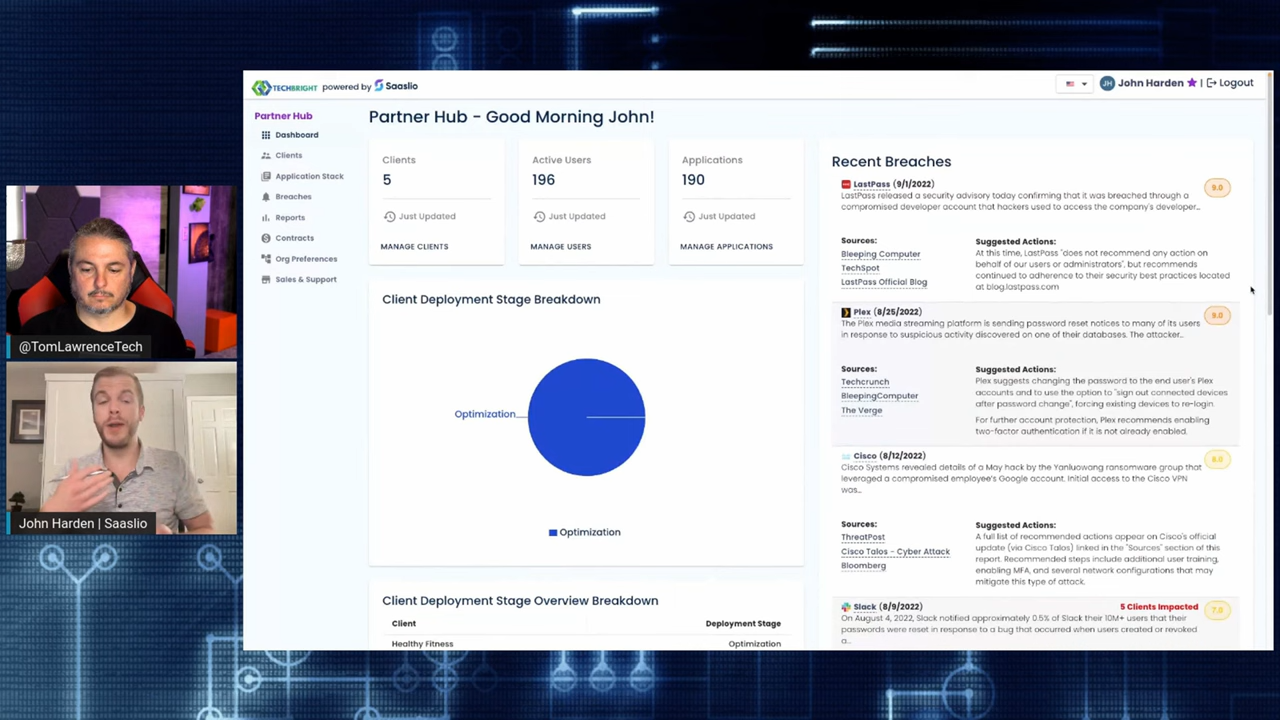 TECHBRIGHT powered by Saaslio
John Harden
Logout
Partner Hub
Dashboard
Clients
Application Stack
Breaches
Reports
Contracts
Org Preferences
Sales & Support
Partner Hub - Good Morning John!
Clients
5
Just Updated
MANAGE CLIENTS
Active Users
196
Just Updated
MANAGE USERS
Applications
190
Just Updated
MANAGE APPLICATIONS
Client Deployment Stage Breakdown
Optimization
Optimization
Client Deployment Stage Overview Breakdown
Client Deployment Stage
Healthy Fitness Optimization
Recent Breaches
LastPass (9/1/2022)
9.0
LastPass released a security advisory today confirming that it was breached through a
compromised developer account that hackers used to access the company's developer...
Sources:
Bleeping Computer
TechSpot
LastPass Official Blog
Suggested Actions:
At this time, LastPass "does not recommend any action on
behalf of our users or administrators", but recommends
continued to adherence to their security best practices located
at blog.lastpass.com
Plex (8/25/2022)
9.0
The Plex media streaming platform is sending password reset notices to many of its users
in response to suspicious activity discovered on one of their databases. The attacker...
Sources:
Techcrunch
BleepingComputer
The Verge
Suggested Actions:
Plex suggests changing the password to the end user's Plex
accounts and to use the option to "sign out connected devices
after password change", forcing existing devices to re-login.
For further account protection, Plex recommends enabling
two-factor authentication if it is not already enabled.
Cisco (8/12/2022)
8.0
Cisco Systems revealed details of a May hack by the Yanluowang ransomware group that
leveraged a compromised employee's Google account. Initial access to the Cisco VPN
was...
Sources:
ThreatPost
Cisco Talos - Cyber Attack
Bloomberg
Suggested Actions:
A full list of recommended actions appear on Cisco's official
update (via Cisco Talos) linked in the "Sources" section of this
report. Recommended steps include additional user training,
enabling MFA, and several network configurations that may
mitigate this type of attack.
Slack (8/9/2022)
5 Clients Impacted
7.0
On August 4, 2022, Slack notified approximately 0.5% of Slack their 10M+ users that their
passwords were reset in response to a bug that occurred when users created or revoked
a...
@TomLawrenceTech
John Harden | Saaslio